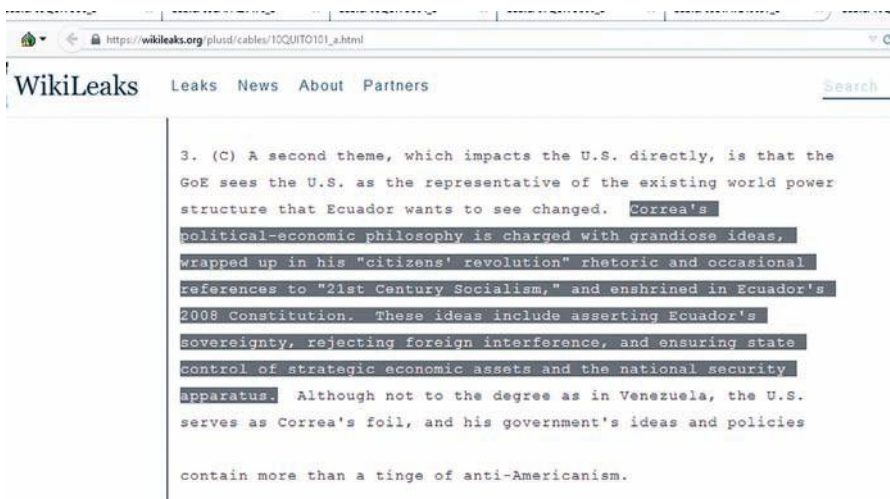 https://wikileaks.org/plusd/cables/10QUITO101_a.html
WikiLeaks Leaks News About Partners Search
3. (C) A second theme, which impacts the U.S. directly, is that the
GoE sees the U.S. as the representative of the existing world power
structure that Ecuador wants to see changed. Correa's
political-economic philosophy is charged with grandiose ideas,
wrapped up in his "citizens' revolution" rhetoric and occasional
references to "21st Century Socialism," and enshrined in Ecuador's
2008 Constitution. These ideas include asserting Ecuador's
sovereignty, rejecting foreign interference, and ensuring state
control of strategic economic assets and the national security
apparatus. Although not to the degree as in Venezuela, the U.S.
serves as Correa's foil, and his government's ideas and policies
contain more than a tinge of anti-Americanism.